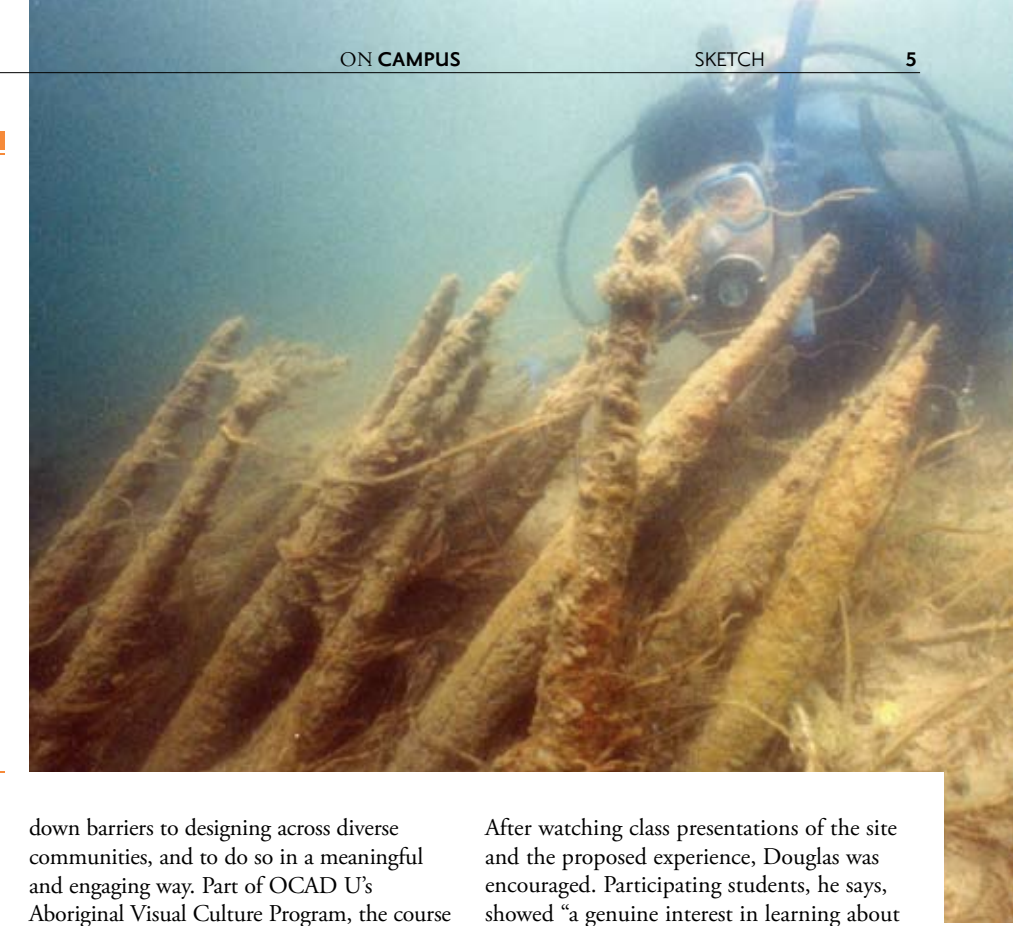 ON CAMPUS SKETCH 5
down barriers to designing across diverse
communities, and to do so in a meaningful
and engaging way. Part of OCAD U’s
Aboriginal Visual Culture Program, the course
After watching class presentations of the site
and the proposed experience, Douglas was
encouraged. Participating students, he says,
showed “a genuine interest in learning about